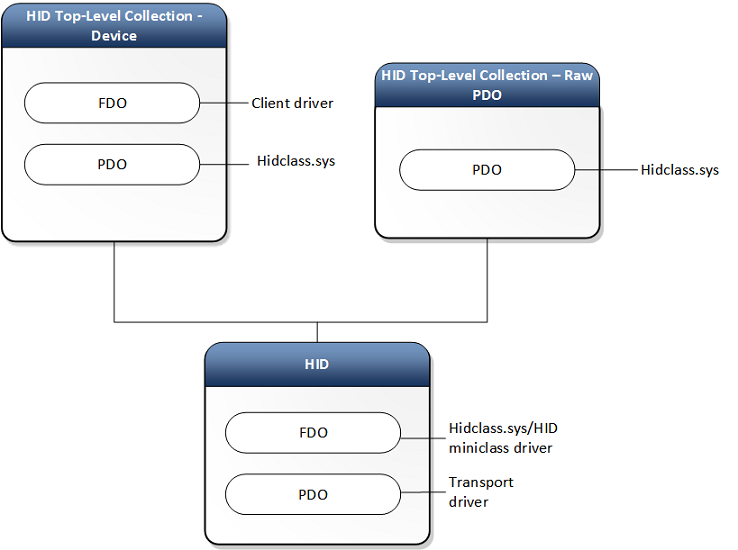 HID Top-Level Collection -
Device
FDO
Client driver
PDO
Hidclass.sys
HID Top-Level Collection – Raw
PDO
PDO
Hidclass.sys
HID
FDO
Hidclass.sys/HID
miniclass driver
PDO
Transport
driver